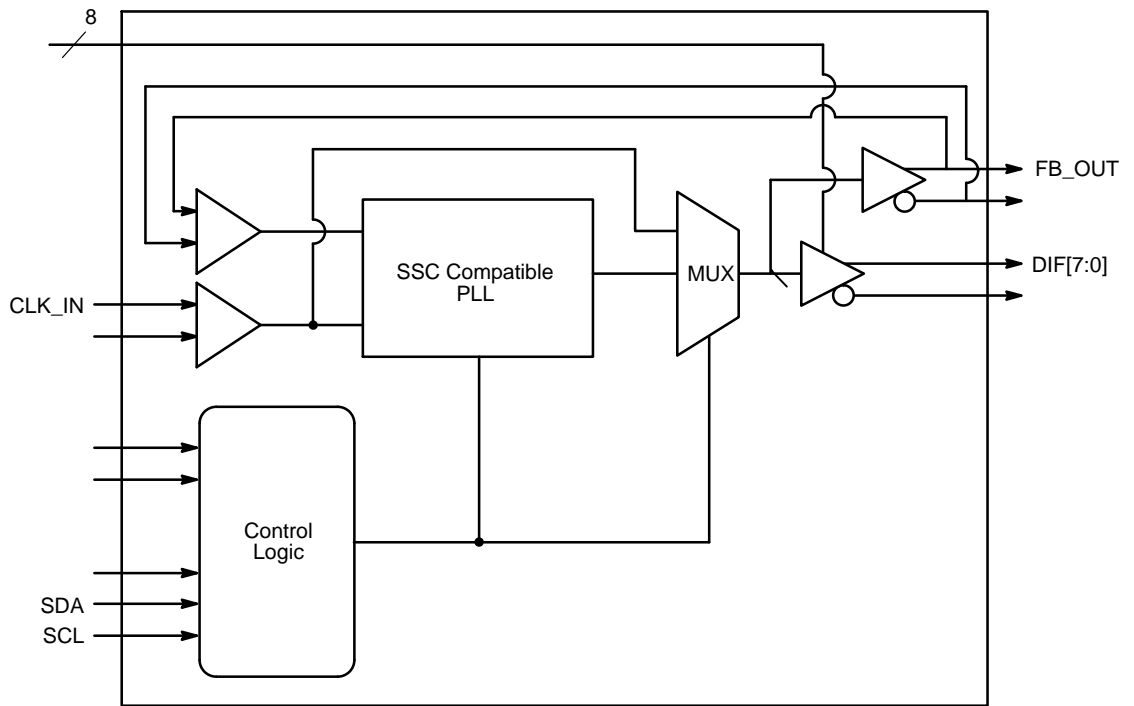 8
FB_OUT
SSC Compatible
PLL
MUX
DIF[7:0]
CLK_IN
Control
Logic
SDA
SCL